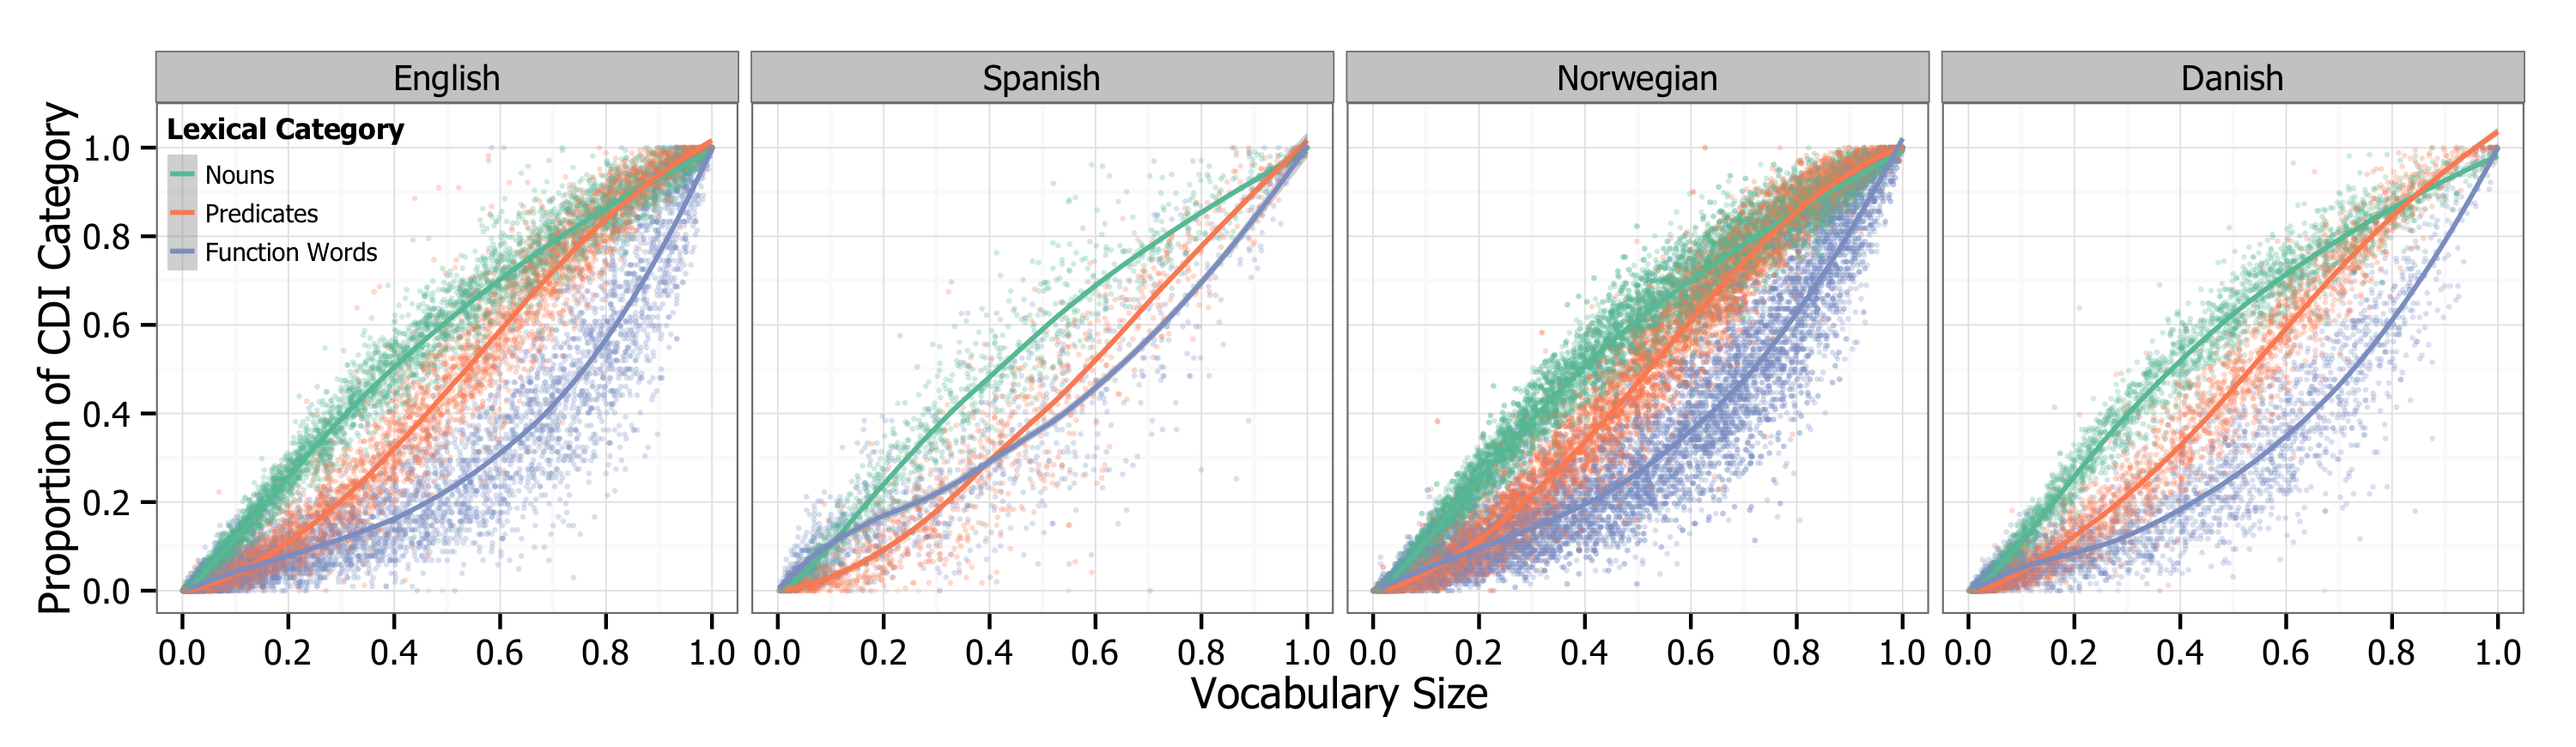 English
Spanish
Norwegian
Danish
Proportion of CDI Category
Lexical Category
Nouns
Predicates
Function Words
1.0
0.8
0.6
0.4
0.2
0.0
0.0 0.2 0.4 0.6 0.8 1.0
0.0 0.2 0.4 0.6 0.8 1.0
0.0 0.2 0.4 0.6 0.8 1.0
0.0 0.2 0.4 0.6 0.8 1.0
Vocabulary Size